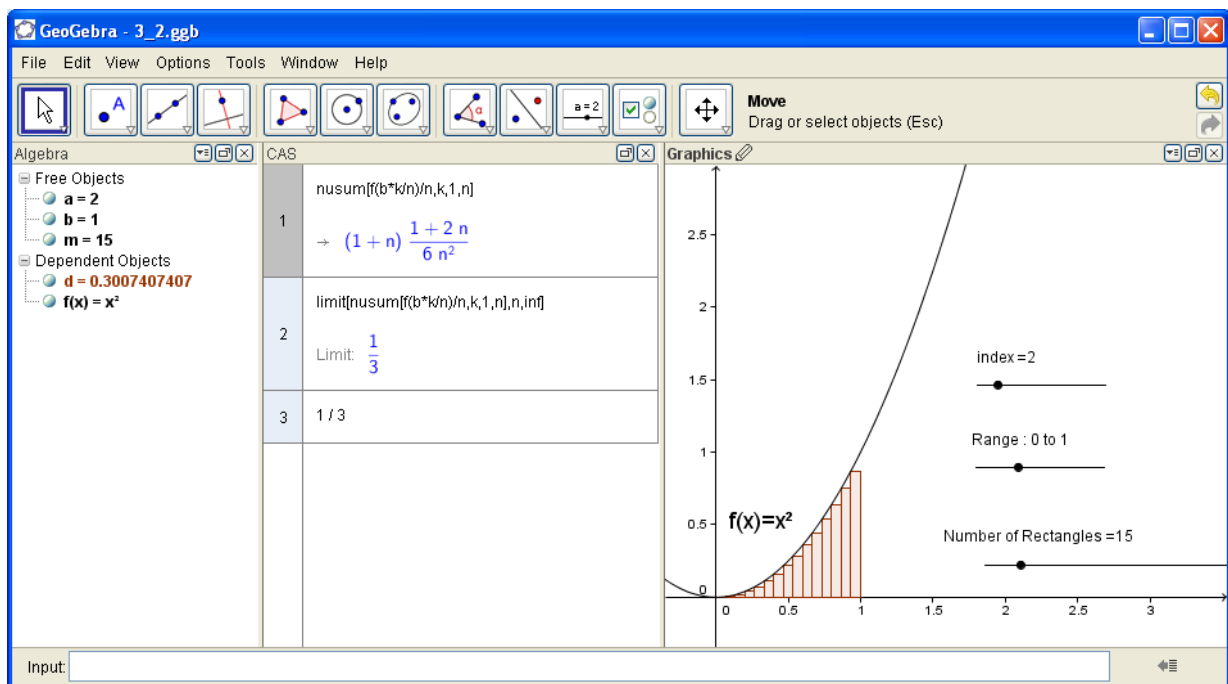 GeoGebra - 3_2.ggb
File Edit View Options Tools Window Help
A
α
a = 2
Move
Drag or select objects (Esc)
Algebra
CAS
Graphics
Free Objects
a = 2
b = 1
m = 15
Dependent Objects
d = 0.3007407407
f(x) = x²
1
nusum[f(b*k/n)/n,k,1,n]
→ (1 + n) (1 + 2 n)/(6 n²)
2
limit[nusum[f(b*k/n)/n,k,1,n],n,inf]
Limit: 1/3
3
1 / 3
2.5
2
1.5
1
0.5
0
0 0.5 1 1.5 2 2.5 3
f(x)=x²
index =2
Range : 0 to 1
Number of Rectangles =15
Input: